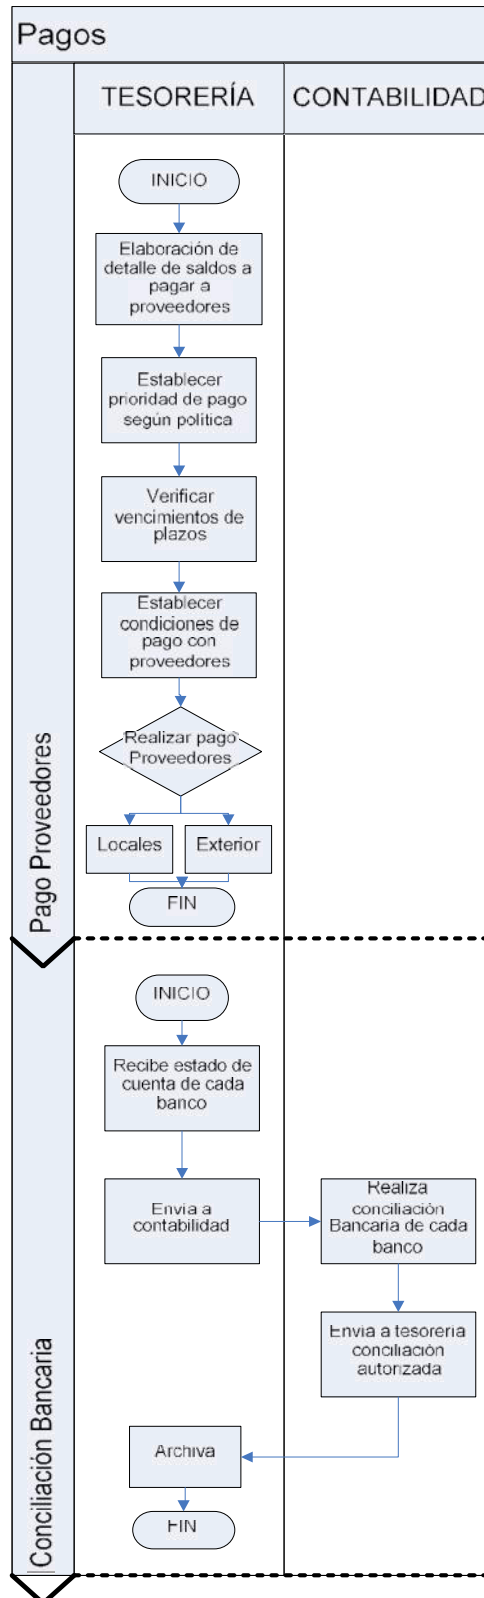 Pagos
TESORERÍA
CONTABILIDAD
Pago Proveedores
INICIO
Elaboración de
detalle de saldos a
pagar a
proveedores
Establecer
prioridad de pago
según política
Verificar
vencimientos de
plazos
Establecer
condiciones de
pago con
proveedores
Realizar pago
Proveedores
Locales
Exterior
FIN
Conciliación Bancaria
INICIO
Recibe estado de
cuenta de cada
banco
Envia a
contabilidad
Realiza
conciliación
Bancaria de cada
banco
Envia a tesoreria
conciliación
autorizada
Archiva
FIN